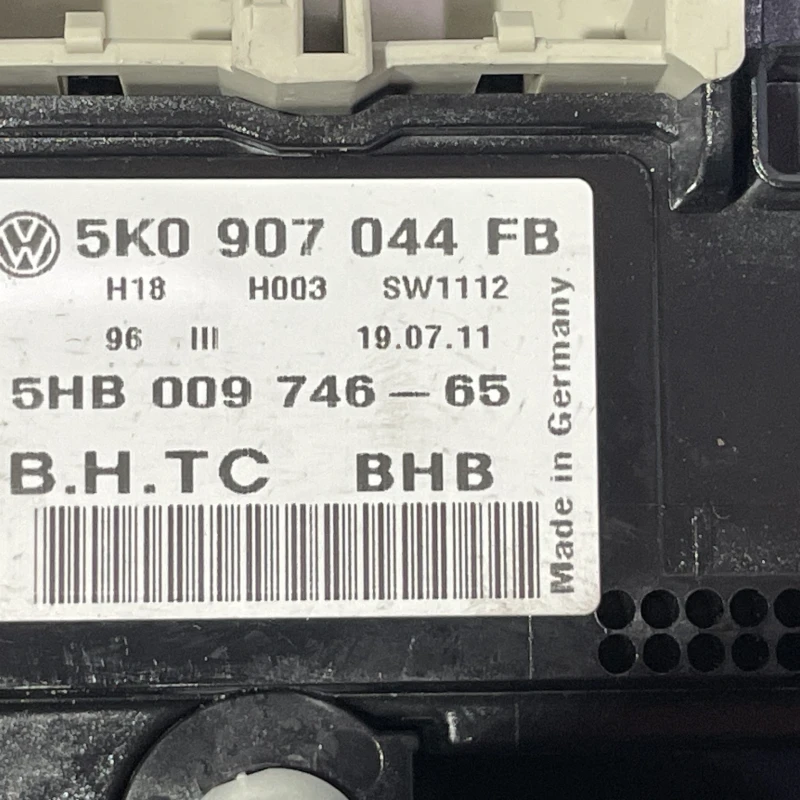 5K0 907 044 FB
H18 H003 SW1112
96 III 19.07.11
5HB 009 746-65
B.H.TC BHB
Made in Germany.